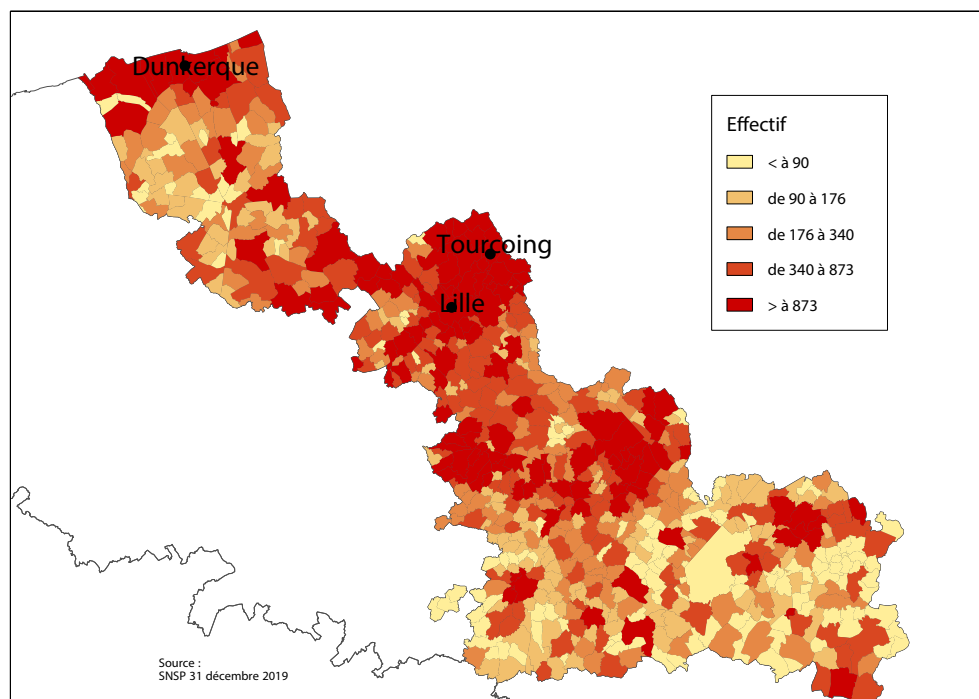 Dunkerque
Tourcoing
Lille
Effectif
< à 90
de 90 à 176
de 176 à 340
de 340 à 873
> à 873
Source :
SNSP 31 décembre 2019